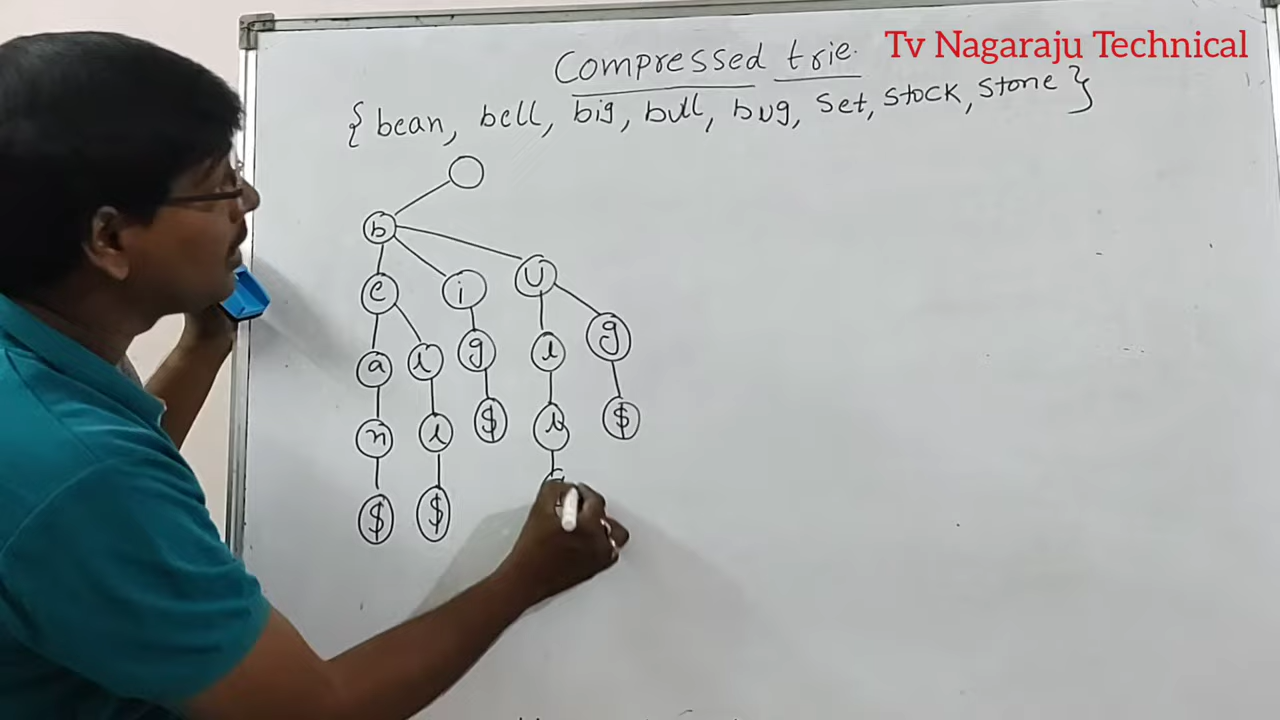 Tv Nagaraju Technical
Compressed trie.
{ bean, bell, big, bull, bug, Set, stock, stone }
b
e i U
a l g l g
n l $ l $
$ $